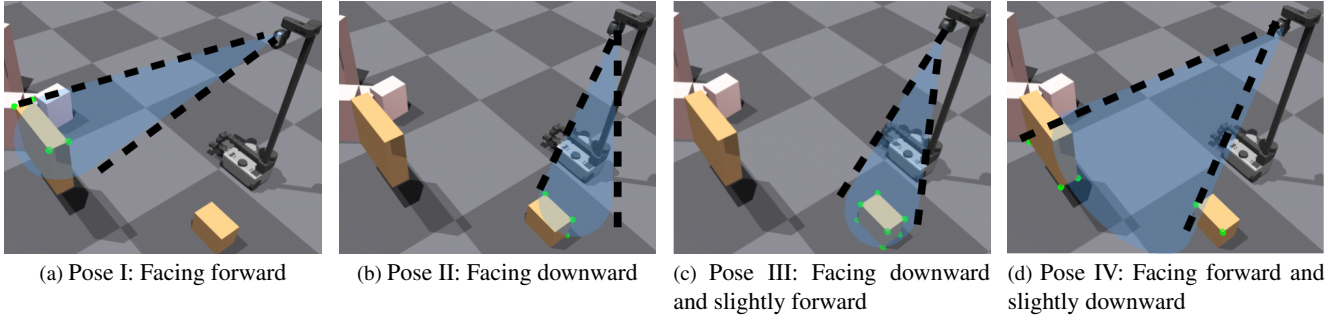 (a) Pose I: Facing forward
(b) Pose II: Facing downward
(c) Pose III: Facing downward
and slightly forward
(d) Pose IV: Facing forward and
slightly downward